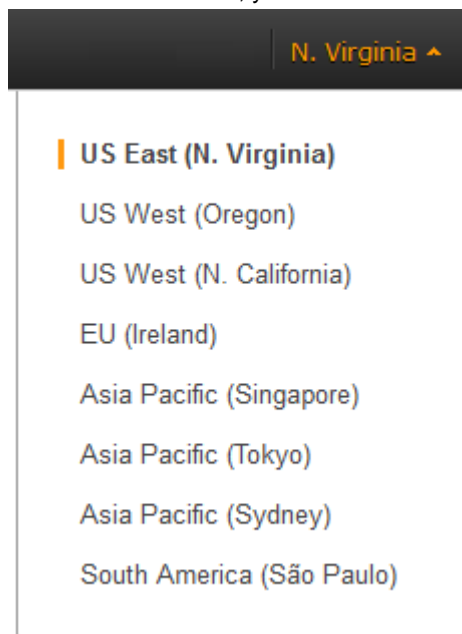 N. Virginia
US East (N. Virginia)
US West (Oregon)
US West (N. California)
EU (Ireland)
Asia Pacific (Singapore)
Asia Pacific (Tokyo)
Asia Pacific (Sydney)
South America (São Paulo)